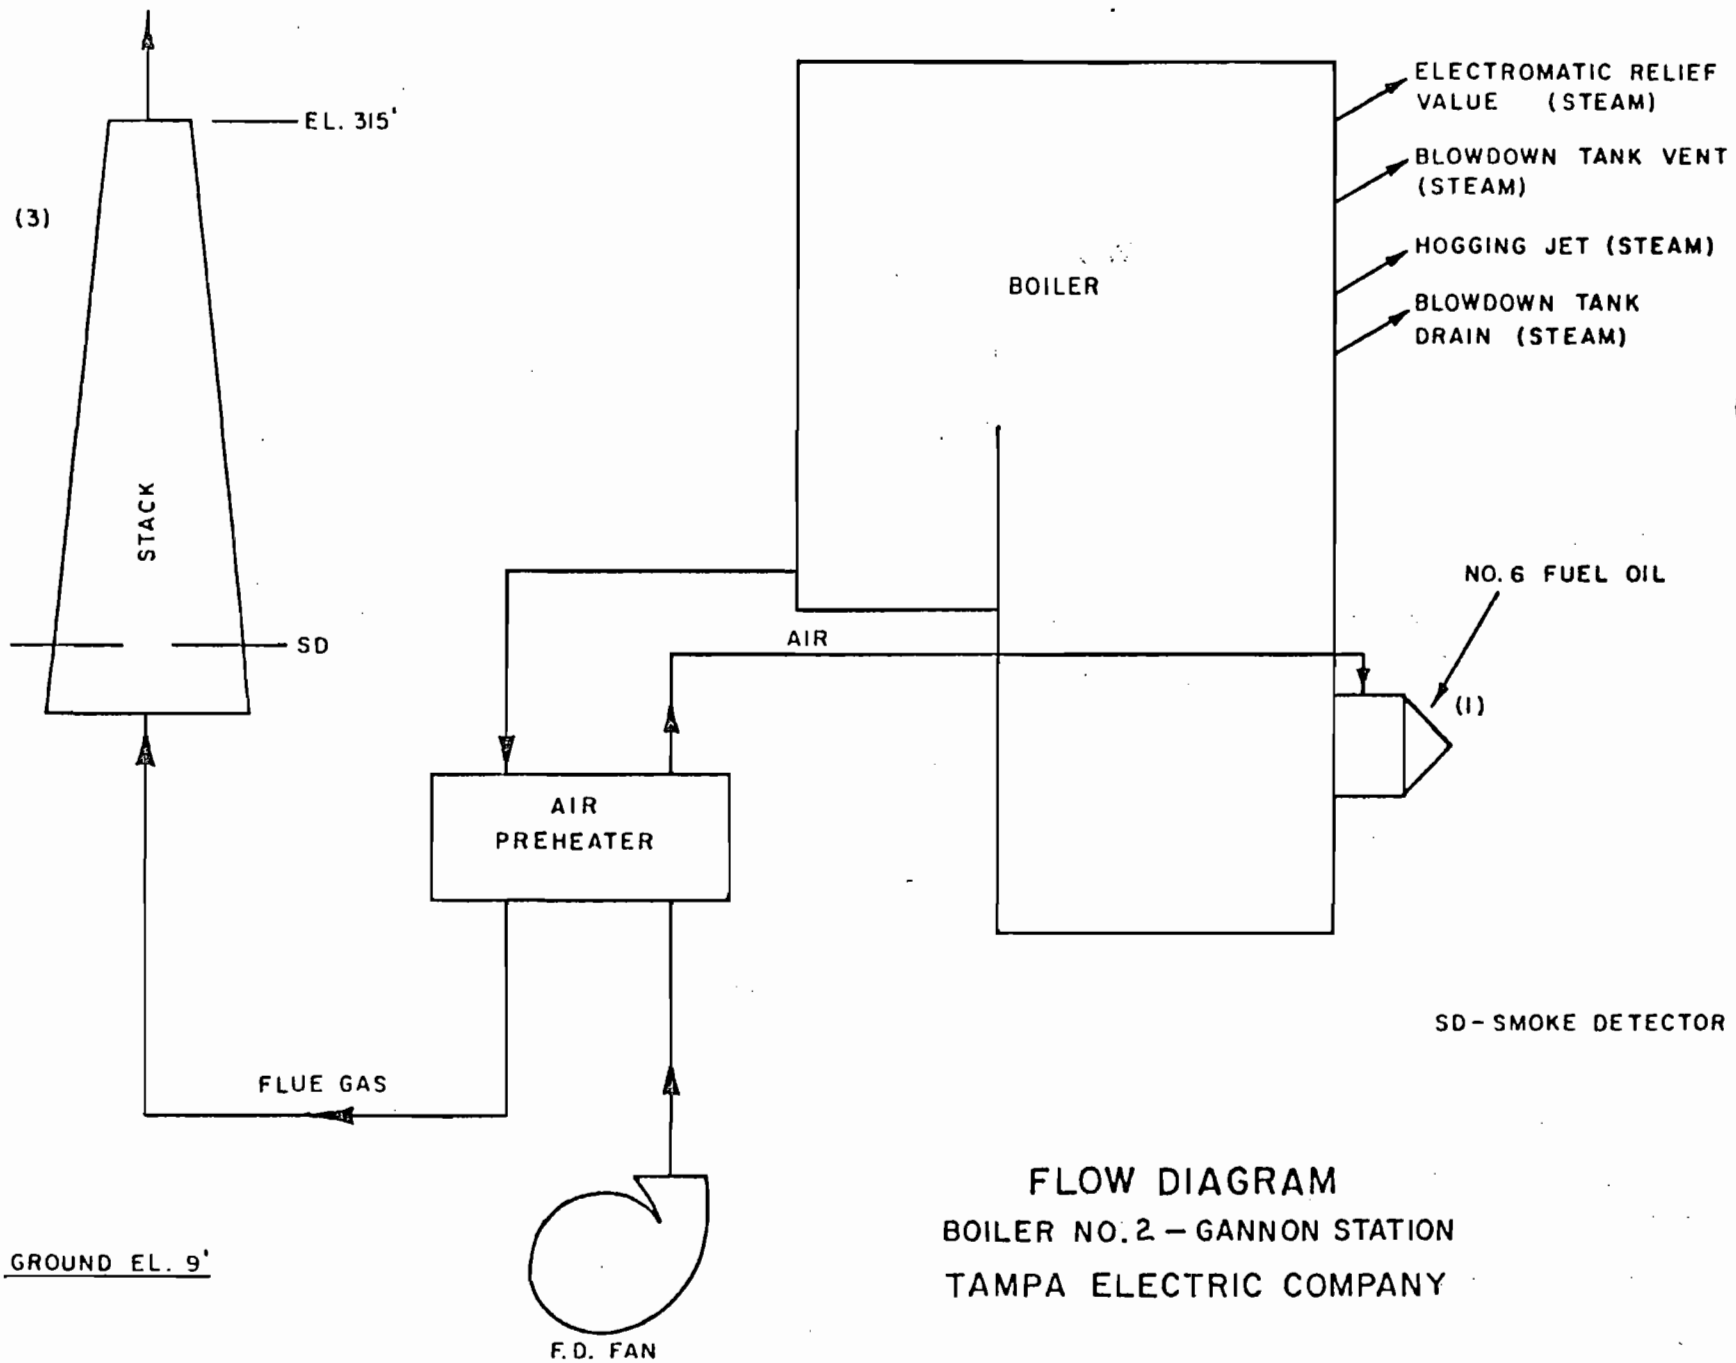 ELECTROMATIC RELIEF
VALUE (STEAM)
EL. 315'
BLOWDOWN TANK VENT
(STEAM)
(3)
HOGGING JET (STEAM)
BOILER
BLOWDOWN TANK
DRAIN (STEAM)
STACK
NO. 6 FUEL OIL
SD
AIR
(1)
AIR
PREHEATER
SD-SMOKE DETECTOR
FLUE GAS
FLOW DIAGRAM
BOILER NO. 2 - GANNON STATION
TAMPA ELECTRIC COMPANY
GROUND EL. 9'
F.D. FAN